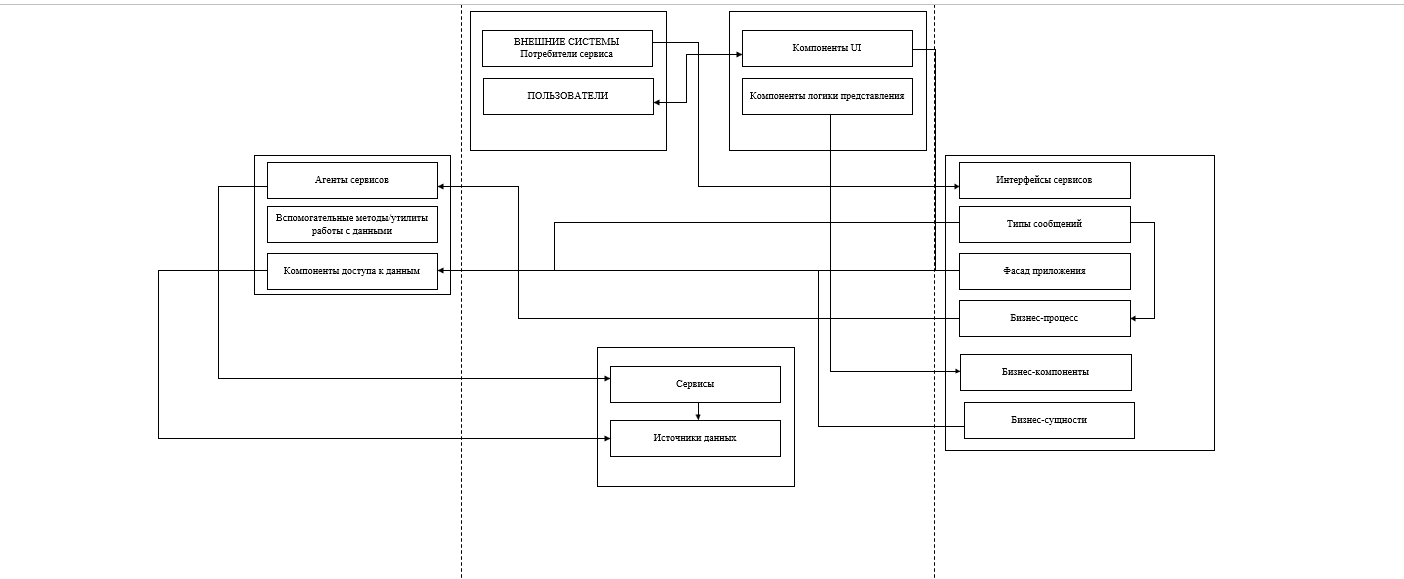 ВНЕШНИЕ СИСТЕМЫ
Потребители сервиса
ПОЛЬЗОВАТЕЛИ
Компоненты UI
Компоненты логики представления
Агенты сервисов
Вспомогательные методы/утилиты
работы с данными
Компоненты доступа к данным
Интерфейсы сервисов
Типы сообщений
Фасад приложения
Бизнес-процесс
Бизнес-компоненты
Бизнес-сущности
Сервисы
Источники данных